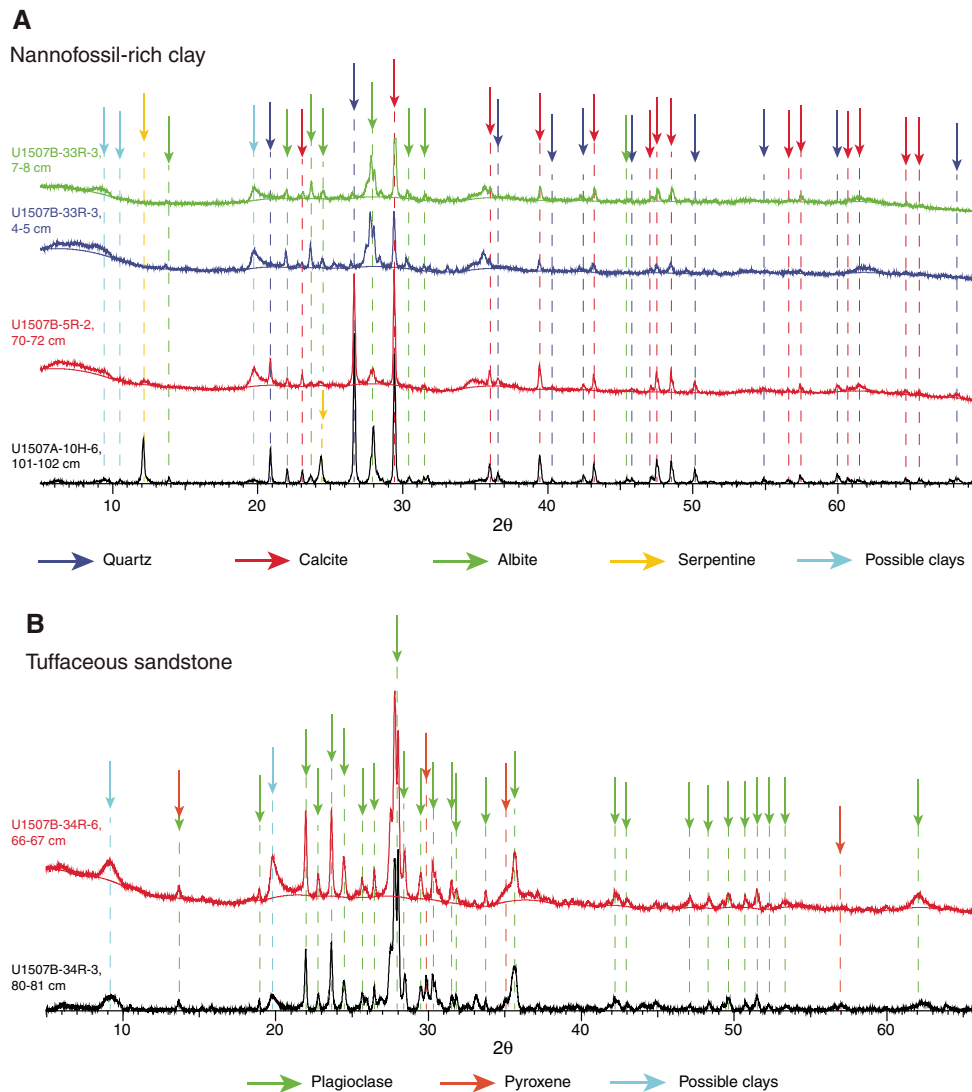 A
Nannofossil-rich clay
U1507B-33R-3,
7-8 cm
U1507B-33R-3,
4-5 cm
U1507B-5R-2,
70-72 cm
U1507A-10H-6,
101-102 cm
10 20 30 40 50 60
2θ
Quartz Calcite Albite Serpentine Possible clays
B
Tuffaceous sandstone
U1507B-34R-6,
66-67 cm
U1507B-34R-3,
80-81 cm
10 20 30 40 50 60
2θ
Plagioclase Pyroxene Possible clays